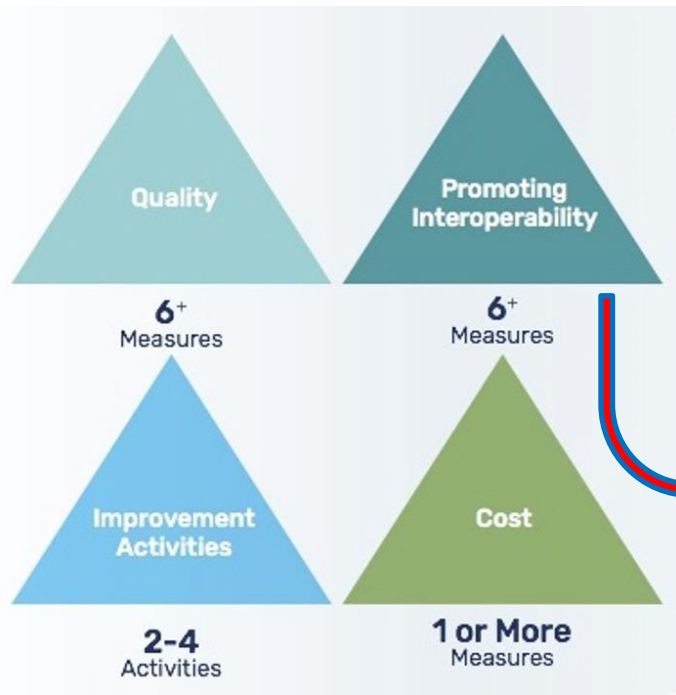 Quality
Promoting
Interoperability
6+
Measures
6+
Measures
Improvement
Activities
Cost
2-4
Activities
1 or More
Measures